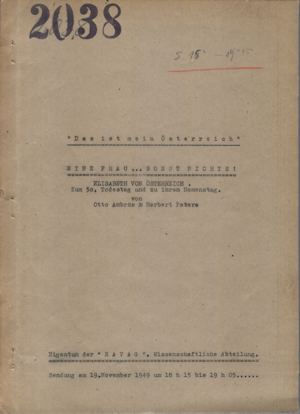 2038
"Das ist mein Österreich"
EINE FRAU... SONST NICHTS!
ELISABETH VON ÖSTERREICH.
Zum 50. Todestag und zu ihrem Namenstag.
von
Otto Ambros & Herbert Peters
Eigentum der "RAVAG", Wissenschaftliche Abteilung.
Sendung am 19.November 1949 um 18 h 15 bis 19 h 05......